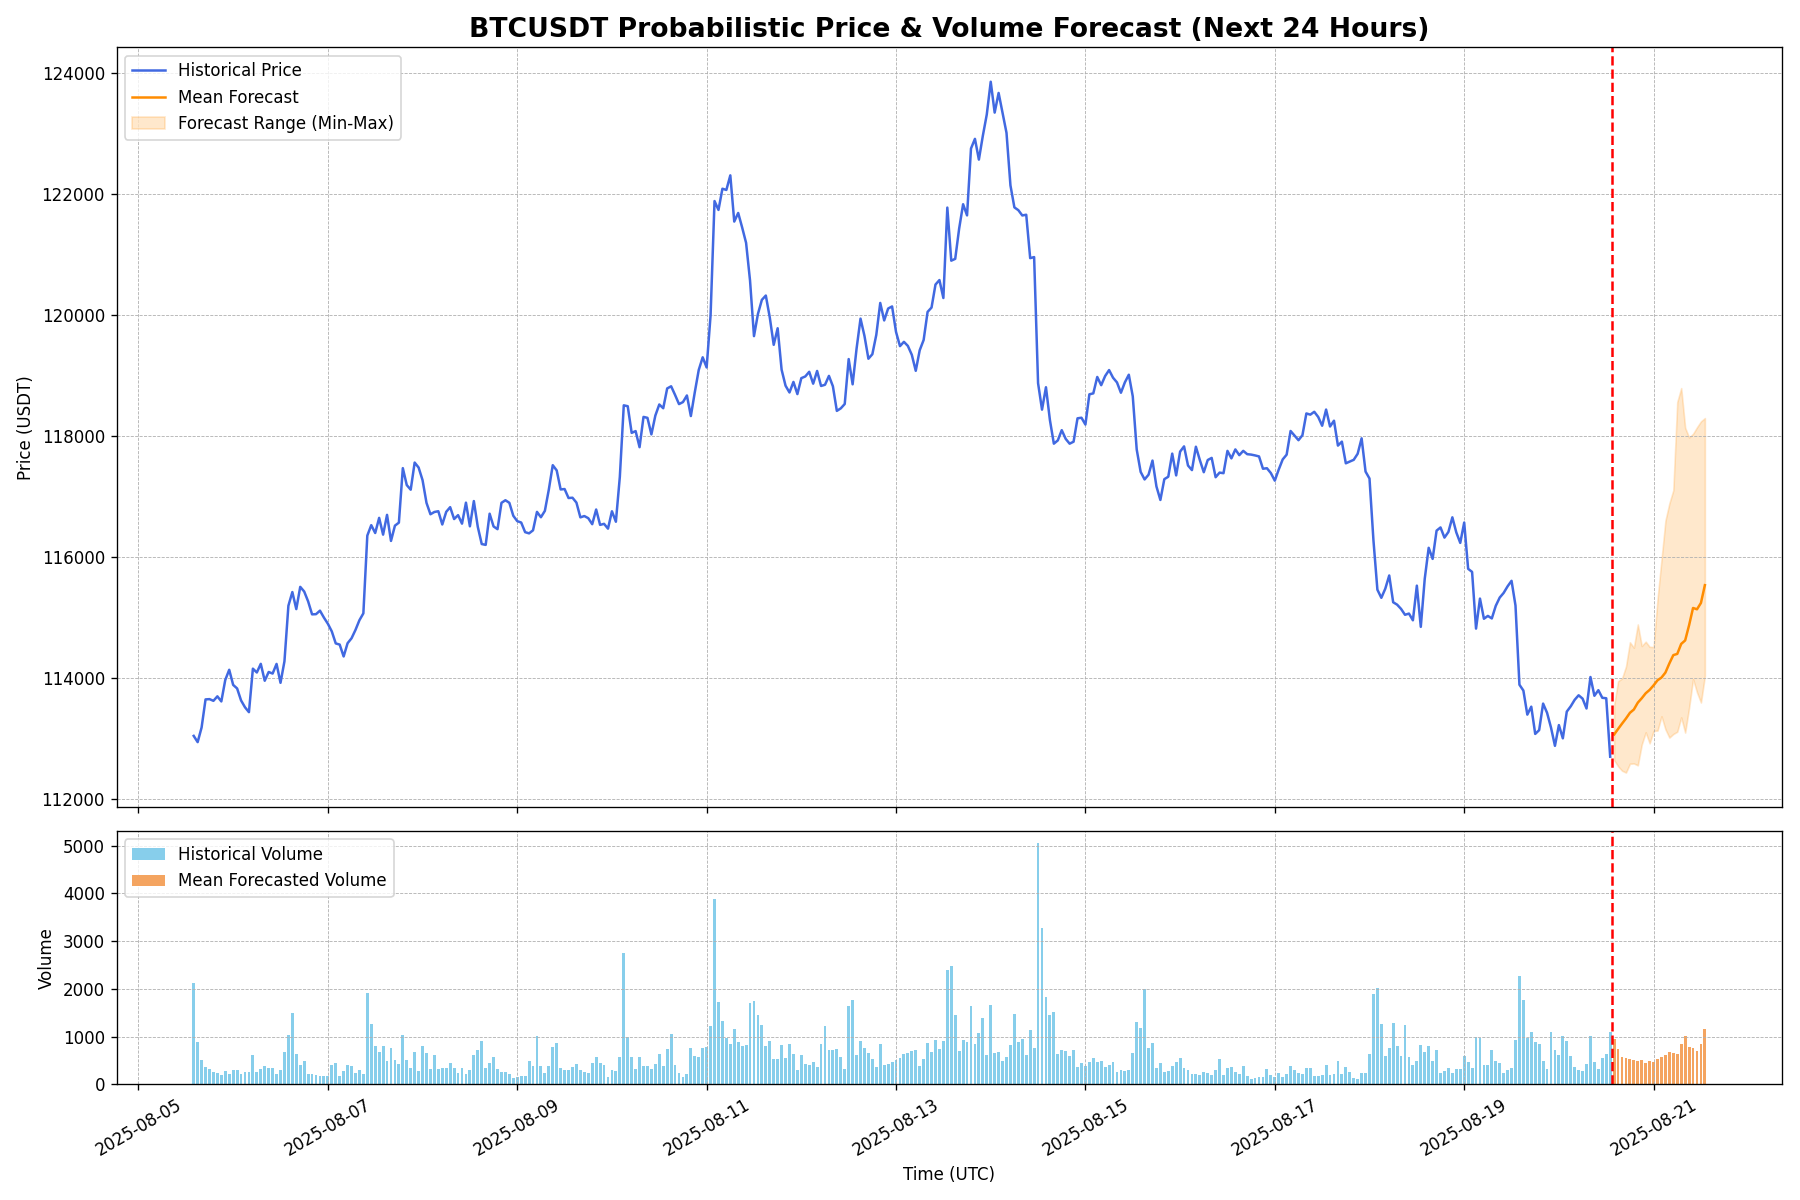 BTCUSDT Probabilistic Price & Volume Forecast (Next 24 Hours)
Historical Price
Mean Forecast
Forecast Range (Min-Max)
124000
122000
120000
118000
116000
114000
112000
Price (USDT)
Historical Volume
Mean Forecasted Volume
5000
4000
3000
2000
1000
0
Volume
2025-08-05
2025-08-07
2025-08-09
2025-08-11
2025-08-13
2025-08-15
2025-08-17
2025-08-19
2025-08-21
Time (UTC)